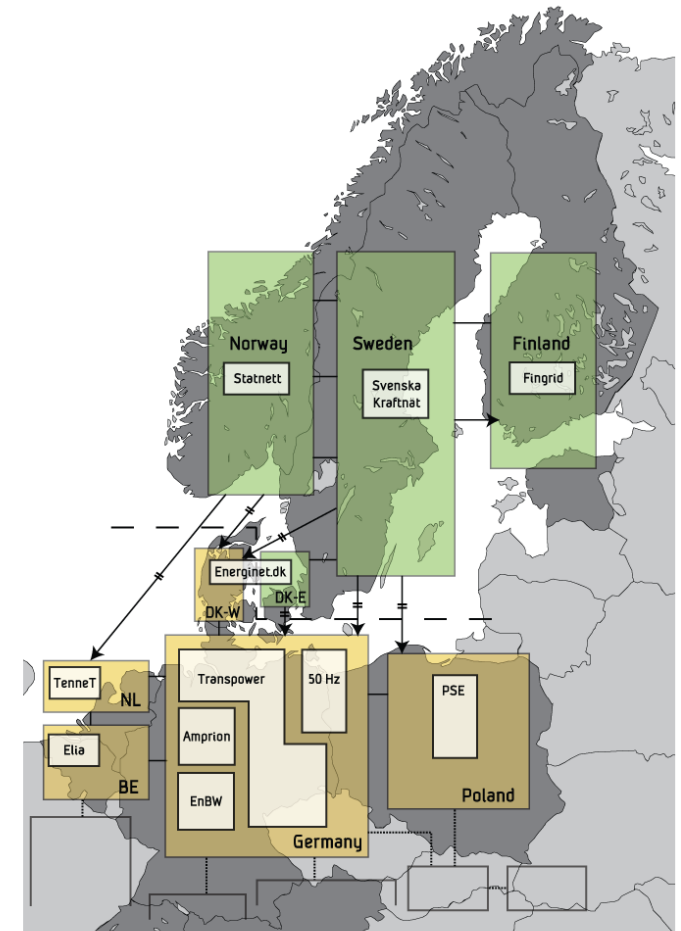 Norway
Sweden
Finland
Statnett
Svenska
Kraftnät
Fingrid
Energinet.dk
DK-E
DK-W
TenneT
NL
Transpower
50 Hz
PSE
Elia
BE
Amprion
EnBW
Poland
Germany